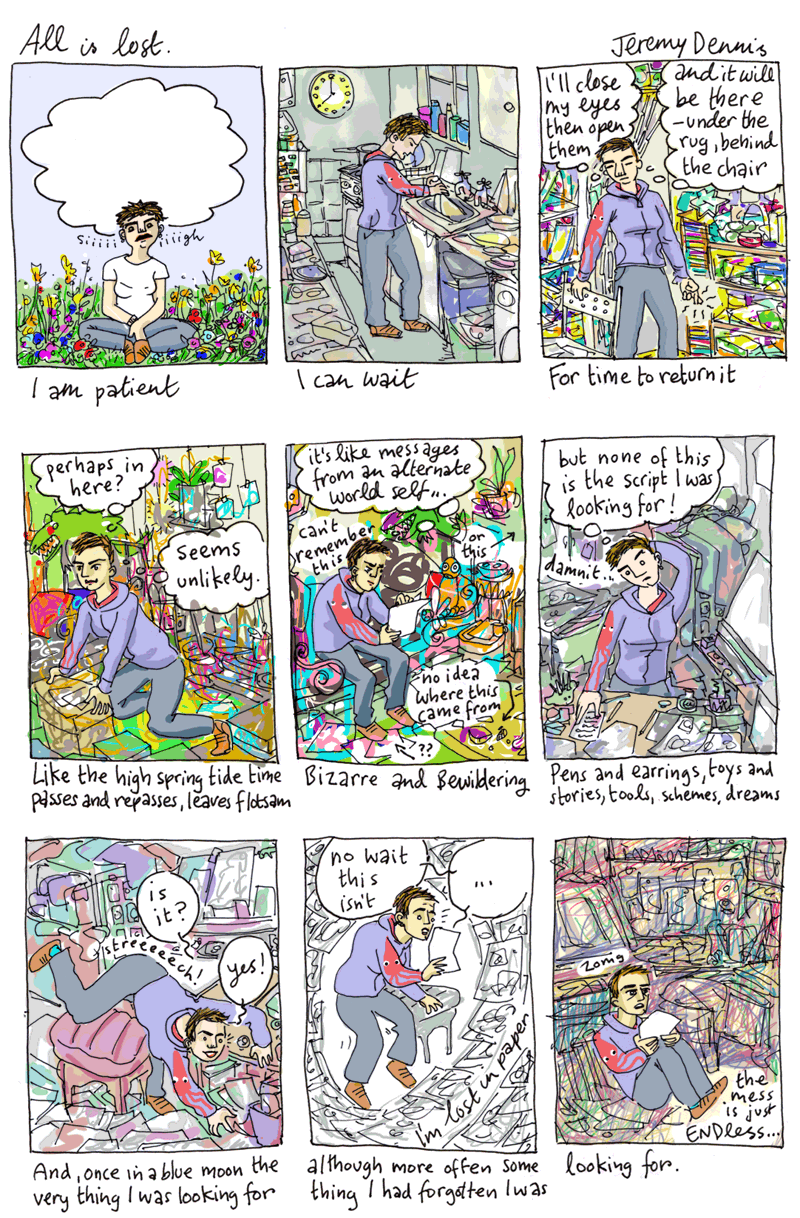 All is lost.
Jeremy Dennis
Siiiii iiiiigh
I am patient
I can wait
I'll close
my eyes
then open
them
and it will
be there
-under the
rug, behind
the chair
For time to return it
perhaps in
here?
seems
unlikely.
Like the high spring tide time
passes and repasses, leaves flotsam
it's like messages
from an alternate
world self...
can't
remember
this
or
this
no idea
where this
came from
??
Bizarre and Bewildering
but none of this
is the script I was
looking for!
damnit...
Pens and earrings, toys and
stories, tools, schemes, dreams
is
it?
streeeeech!
yes!
And, once in a blue moon the
very thing I was looking for
no wait
this
isn't
...
I'm lost in paper
although more often some
thing I had forgotten I was
zomg
the
mess
is just
ENDless...
looking for.